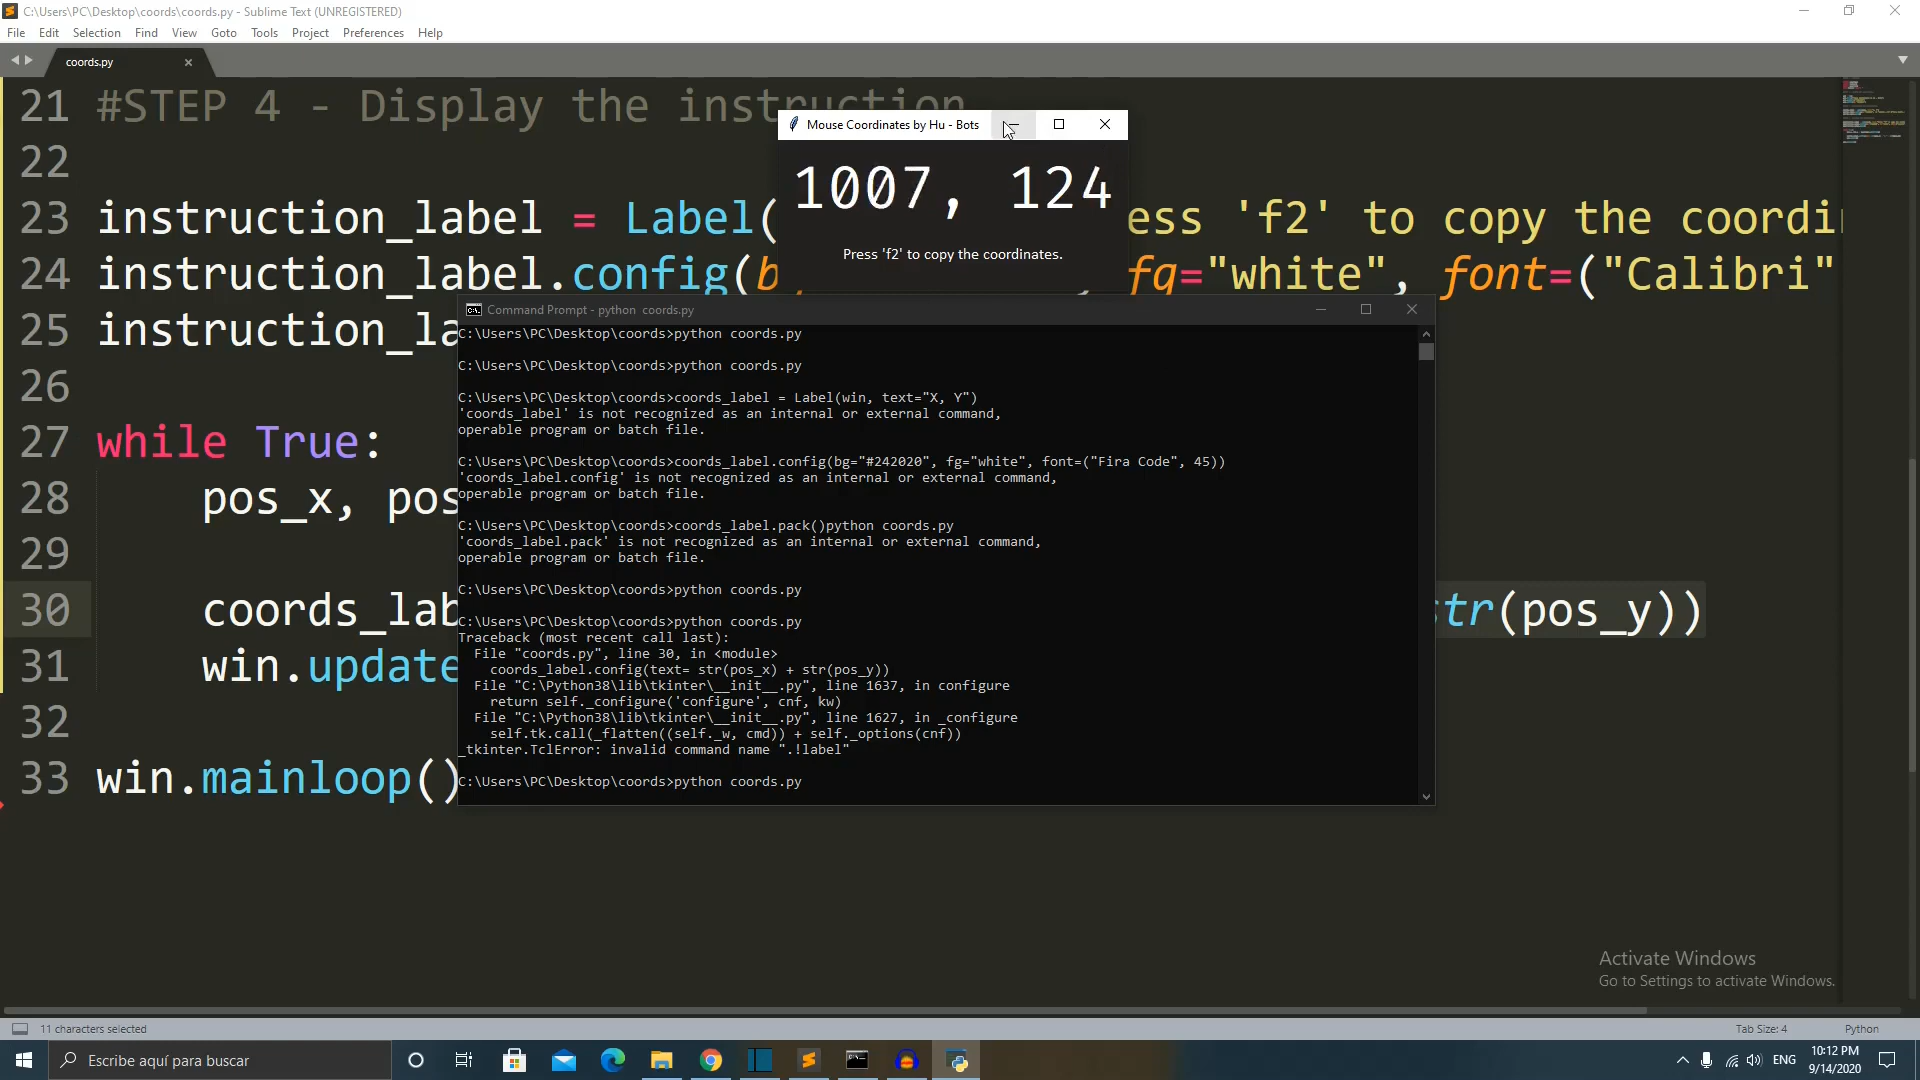 C:\Users\PC\Desktop\coords\coords.py - Sublime Text (UNREGISTERED)
File Edit Selection Find View Goto Tools Project Preferences Help
coords.py
21 #STEP 4 - Display the instruction
22
23 instruction_label = Label(
ess 'f2' to copy the coordi
24 instruction_label.config(
fg="white", font=("Calibri"
25 instruction_la
26
27 while True:
28 pos_x, pos
29
30 coords_lab
str(pos_y))
31 win.update
32
33 win.mainloop()
Mouse Coordinates by Hu - Bots
1007, 124
Press 'f2' to copy the coordinates.
Command Prompt - python  coords.py
C:\Users\PC\Desktop\coords>python coords.py
C:\Users\PC\Desktop\coords>python coords.py
C:\Users\PC\Desktop\coords>coords_label = Label(win, text="X, Y")
'coords_label' is not recognized as an internal or external command,
operable program or batch file.
C:\Users\PC\Desktop\coords>coords_label.config(bg="#242020", fg="white", font=("Fira Code", 45))
'coords_label.config' is not recognized as an internal or external command,
operable program or batch file.
C:\Users\PC\Desktop\coords>coords_label.pack()python coords.py
'coords_label.pack' is not recognized as an internal or external command,
operable program or batch file.
C:\Users\PC\Desktop\coords>python coords.py
C:\Users\PC\Desktop\coords>python coords.py
Traceback (most recent call last):
File "coords.py", line 30, in <module>
coords_label.config(text= str(pos_x) + str(pos_y))
File "C:\Python38\lib\tkinter\__init__.py", line 1637, in configure
return self._configure('configure', cnf, kw)
File "C:\Python38\lib\tkinter\__init__.py", line 1627, in _configure
self.tk.call(_flatten((self._w, cmd)) + self._options(cnf))
_tkinter.TclError: invalid command name ".!label"
C:\Users\PC\Desktop\coords>python coords.py
Activate Windows
Go to Settings to activate Windows.
11 characters selected
Tab Size: 4
Python
Escribe aquí para buscar
ENG
10:12 PM
9/14/2020